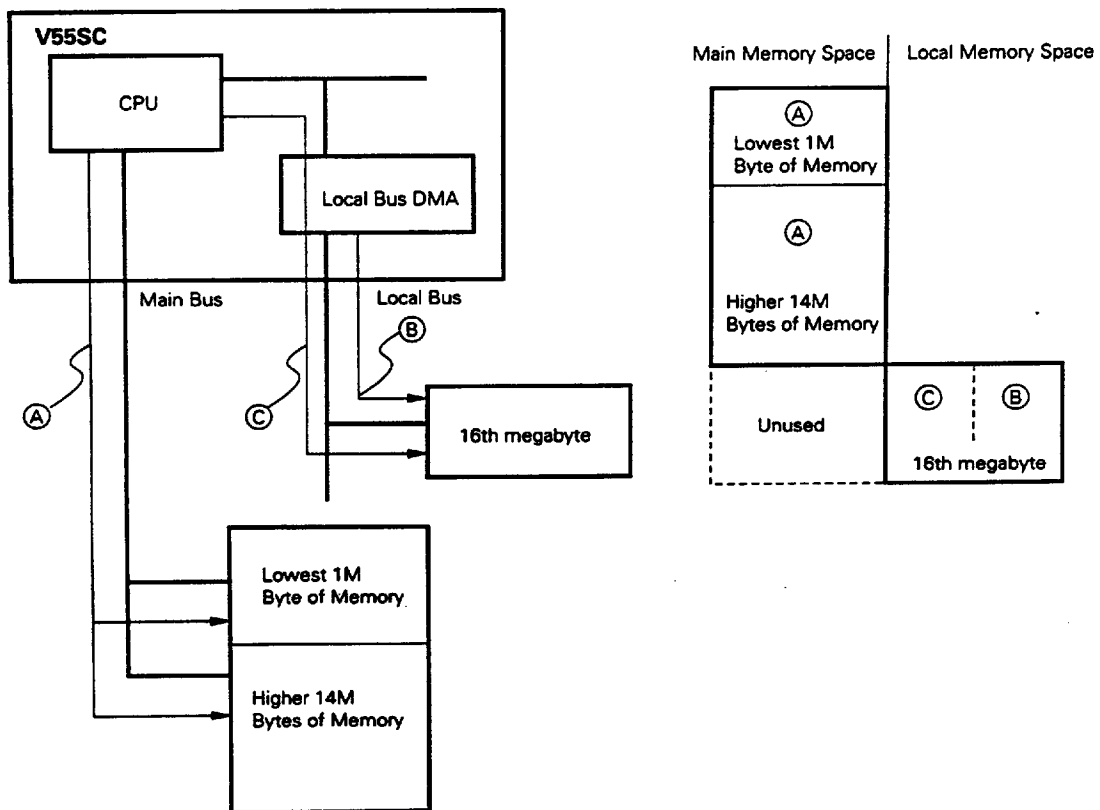 V55SC
CPU
Local Bus DMA
Main Bus
Local Bus
B
A
C
16th megabyte
Lowest 1M
Byte of Memory
Higher 14M
Bytes of Memory
Main Memory Space
Local Memory Space
A
Lowest 1M
Byte of Memory
A
Higher 14M
Bytes of Memory
Unused
C
B
16th megabyte